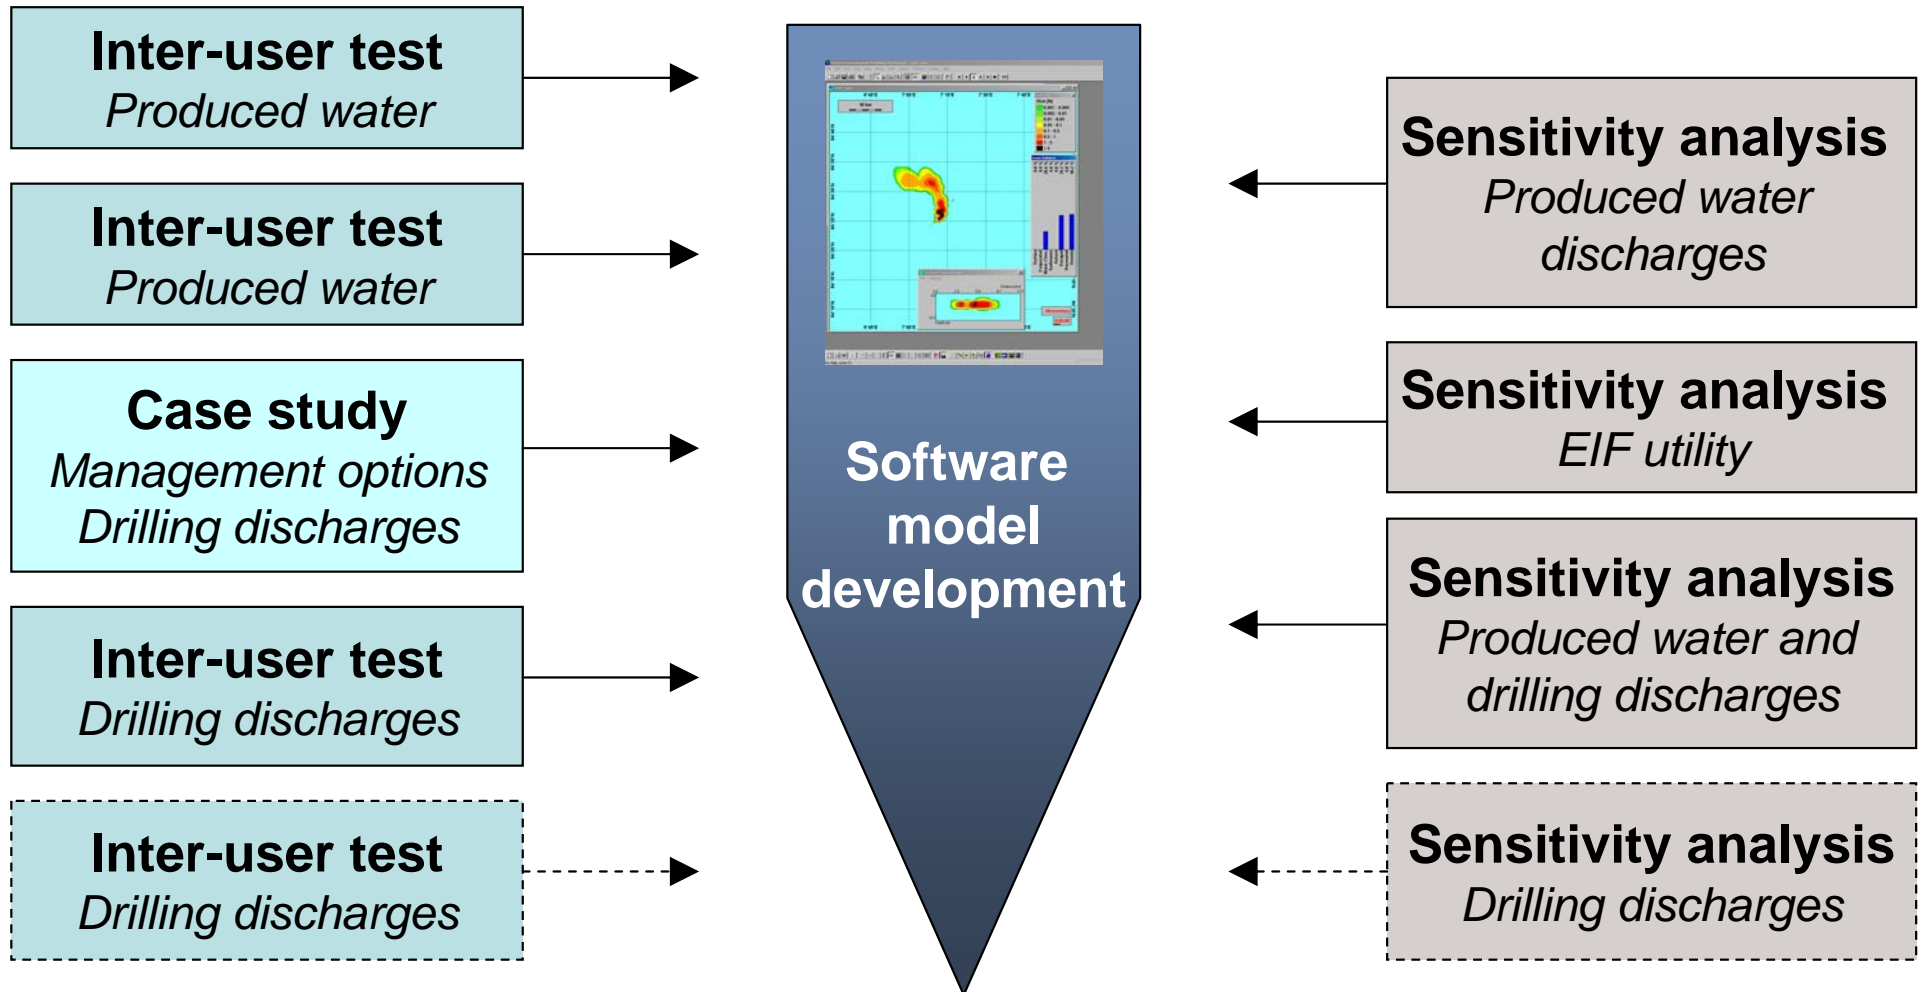 Inter-user test
Produced water
Inter-user test
Produced water
Case study
Management options
Drilling discharges
Inter-user test
Drilling discharges
Inter-user test
Drilling discharges
Software
model
development
Sensitivity analysis
Produced water
discharges
Sensitivity analysis
EIF utility
Sensitivity analysis
Produced water and
drilling discharges
Sensitivity analysis
Drilling discharges